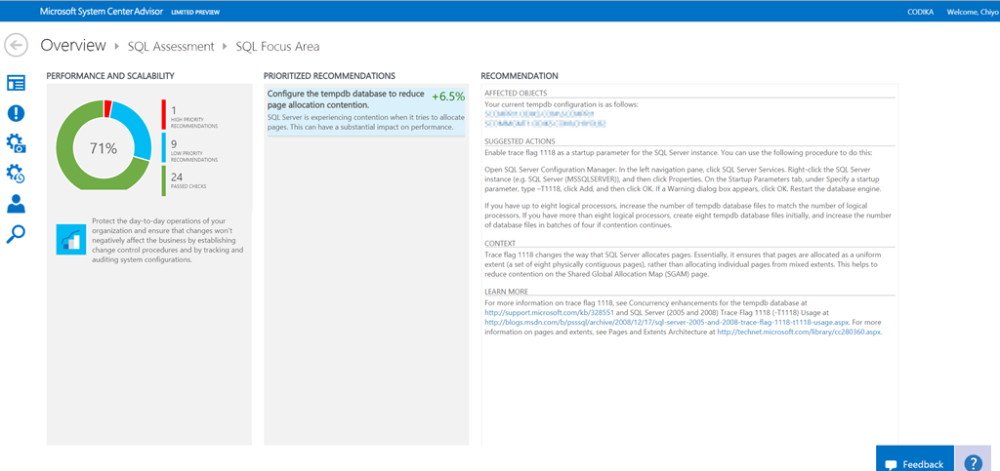 Microsoft System Center Advisor LIMITED PREVIEW
CODIKA Welcome, Chiyo
Overview SQL Assessment SQL Focus Area
PERFORMANCE AND SCALABILITY
71%
1
HIGH PRIORITY
RECOMMENDATIONS
9
LOW PRIORITY
RECOMMENDATIONS
24
PASSED CHECKS
Protect the day-to-day operations of your
organization and ensure that changes won't
negatively affect the business by establishing
change control procedures and by tracking and
auditing system configurations.
PRIORITIZED RECOMMENDATIONS
Configure the tempdb database to reduce
page allocation contention.
+6.5%
SQL Server is experiencing contention when it tries to allocate
pages. This can have a substantial impact on performance.
RECOMMENDATION
AFFECTED OBJECTS
Your current tempdb configuration is as follows:
SUGGESTED ACTIONS
Enable trace flag 1118 as a startup parameter for the SQL Server instance. You can use the following procedure to do this:
Open SQL Server Configuration Manager. In the left navigation pane, click SQL Server Services. Right-click the SQL Server
instance (e.g. SQL Server (MSSQLSERVER)), and then click Properties. On the Startup Parameters tab, under Specify a startup
parameter, type –T1118, click Add, and then click OK. If a Warning dialog box appears, click OK. Restart the database engine.
If you have up to eight logical processors, increase the number of tempdb database files to match the number of logical
processors. If you have more than eight logical processors, create eight tempdb database files initially, and increase the number
of database files in batches of four if contention continues.
CONTEXT
Trace flag 1118 changes the way that SQL Server allocates pages. Essentially, it ensures that pages are allocated as a uniform
extent (a set of eight physically contiguous pages), rather than allocating individual pages from mixed extents. This helps to
reduce contention on the Shared Global Allocation Map (SGAM) page.
LEARN MORE
For more information on trace flag 1118, see Concurrency enhancements for the tempdb database at
http://support.microsoft.com/kb/328551 and SQL Server (2005 and 2008) Trace Flag 1118 (-T1118) Usage at
http://blogs.msdn.com/b/psssql/archive/2008/12/17/sql-server-2005-and-2008-trace-flag-1118-t1118-usage.aspx. For more
information on pages and extents, see Pages and Extents Architecture at http://technet.microsoft.com/library/cc280360.aspx.
Feedback
?